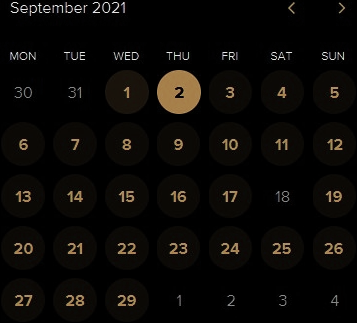 September 2021
MON TUE WED THU FRI SAT SUN
30 31 1 2 3 4 5
6 7 8 9 10 11 12
13 14 15 16 17 18 19
20 21 22 23 24 25 26
27 28 29 1 2 3 4